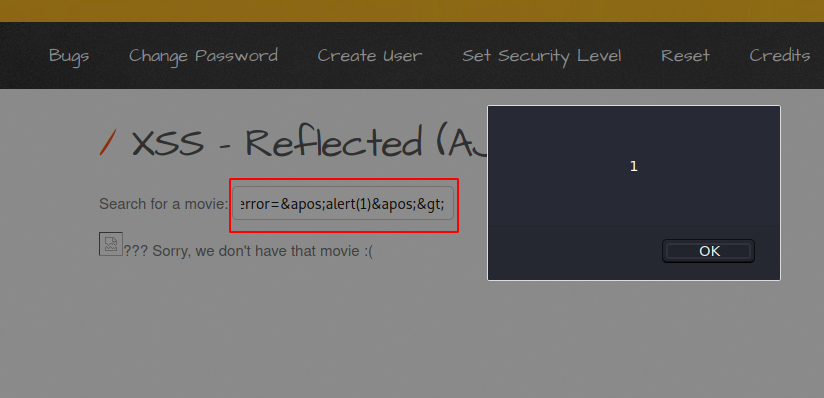 Bugs Change Password Create User Set Security Level Reset Credits
/ XSS - Reflected (AJ
1
Search for a movie: error=&apos;alert(1)&apos;&gt;
??? Sorry, we don't have that movie :(
OK